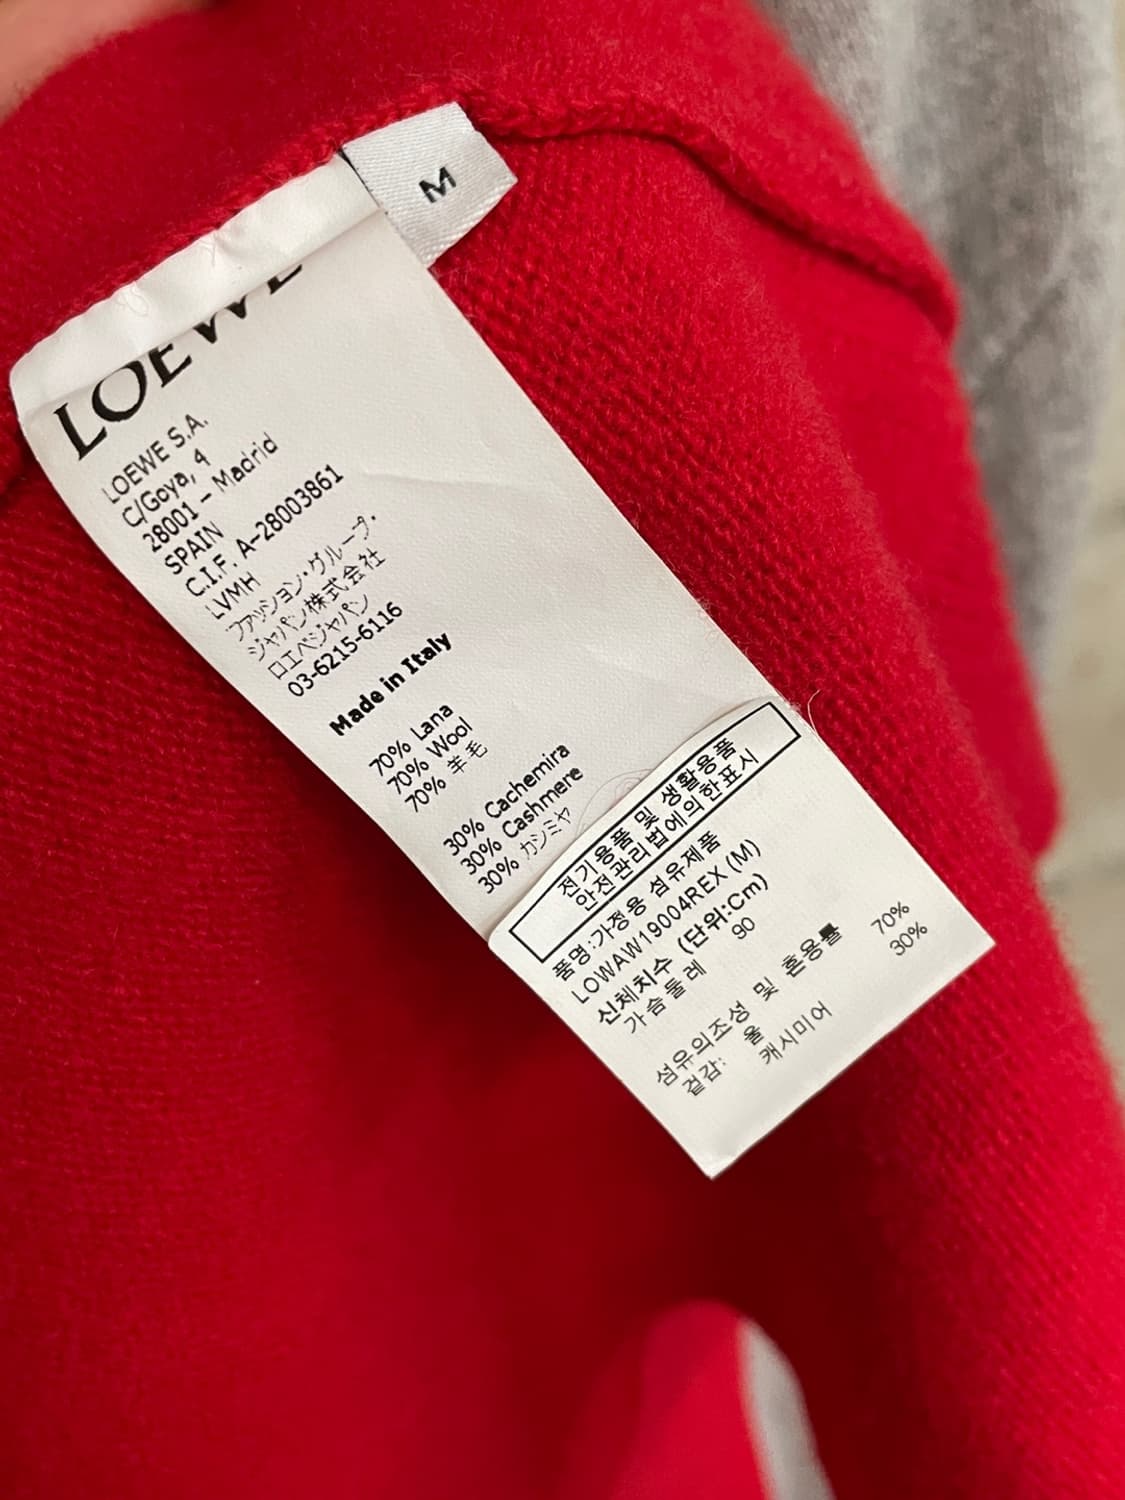 M
LOEWE
LOEWE S.A.
C/Goya, 4
28001 - Madrid
SPAIN
C.I.F. A-28003861
LVMH
ファッション・グループ・
ジャパン株式会社
ロエベジャパン
03-6215-6116
Made in Italy
70% Lana
70% Wool
70% 羊毛
30% Cachemira
30% Cashmere
30% カシミヤ
전기용품 및 생활용품
안전관리법에의한표시
품명:가정용 섬유제품
LOWAW19004REX (M)
신체치수 (단위:Cm)
가슴둘레 90
섬유의조성 및 혼용률
겉감: 울 70%
캐시미어 30%